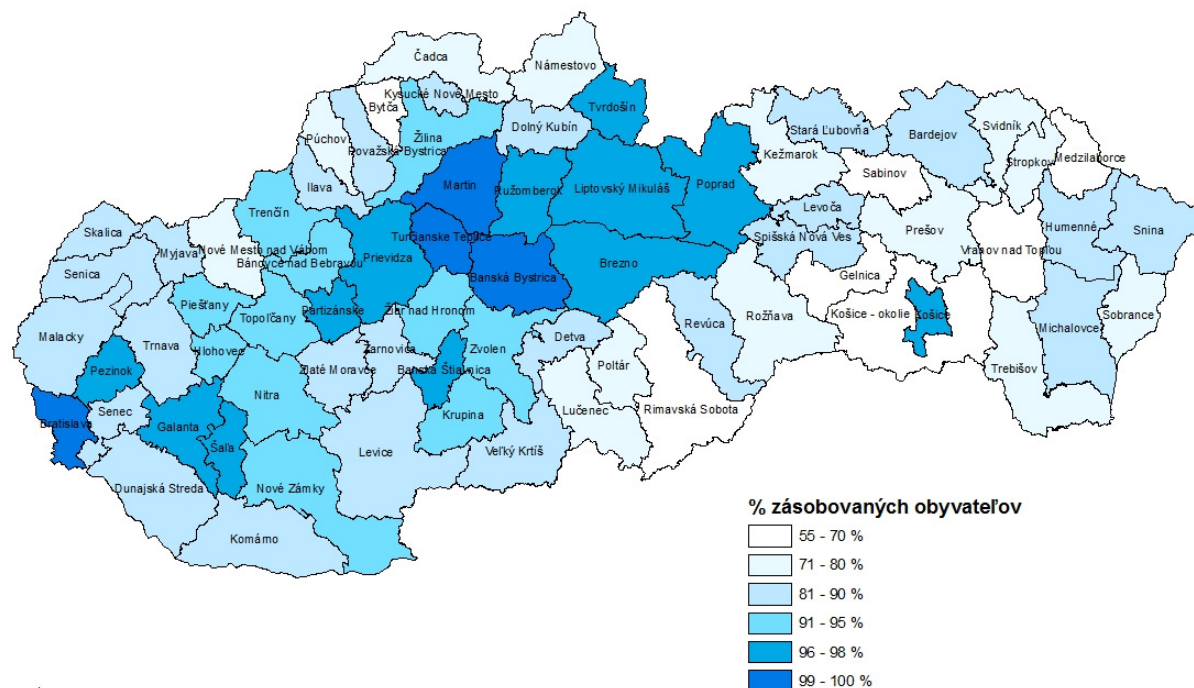 Čadca
Námestovo
Kysucké Nové Mesto
Bytča
Tvrdošín
Púchov
Považská Bystrica
Žilina
Dolný Kubín
Stará Ľubovňa
Bardejov
Svidník
Stropkov
Medzilaborce
Kežmarok
Sabinov
Ilava
Martin
Ružomberok
Liptovský Mikuláš
Poprad
Levoča
Trenčín
Turčianske Teplice
Spišská Nová Ves
Prešov
Humenné
Snina
Skalica
Myjava
Nové Mesto nad Váhom
Bánovce nad Bebravou
Prievidza
Banská Bystrica
Brezno
Vranov nad Topľou
Senica
Gelnica
Piešťany
Partizánske
Topoľčany
Žiar nad Hronom
Revúca
Rožňava
Košice - okolie
Košice
Sobrance
Malacky
Trnava
Hlohovec
Detva
Michalovce
Žarnovica
Zvolen
Pezinok
Zlaté Moravce
Banská Štiavnica
Poltár
Trebišov
Nitra
Senec
Bratislava
Galanta
Krupina
Lučenec
Rimavská Sobota
Šaľa
Levice
Veľký Krtíš
Dunajská Streda
Nové Zámky
Komárno
% zásobovaných obyvateľov
55 - 70 %
71 - 80 %
81 - 90 %
91 - 95 %
96 - 98 %
99 - 100 %